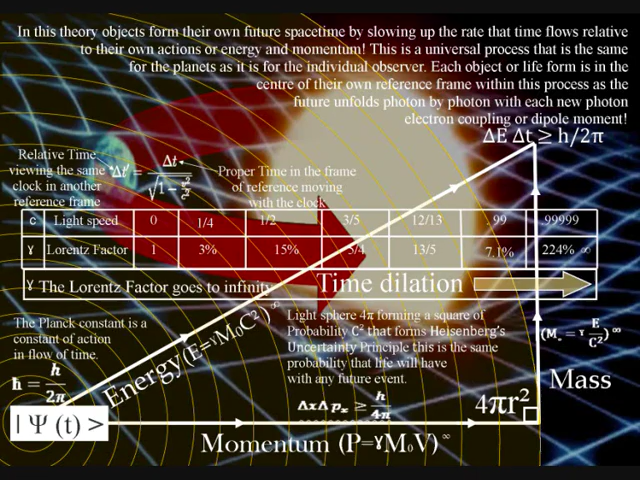 In this theory objects form their own future spacetime by slowing up the rate that time flows relative
to their own actions or energy and momentum! This is a universal process that is the same
for the planets as it is for the individual observer. Each object or life form is in the
centre of their own reference frame within this process as the
future unfolds photon by photon with each new photon
electron coupling or dipole moment!
ΔE Δt ≥ h/2π
Relative Time
viewing the same
clock in another
reference frame
Proper Time in the frame
of reference moving
with the clock
c Light speed 0 1/4 1/2 3/5 12/13 .99 99999
Ɣ Lorentz Factor 1 3% 15% 5/4 13/5 7.1% 224% ∞
Ɣ The Lorentz Factor goes to infinity
Time dilation
The Planck constant is a
constant of action
in flow of time.
ħ = h/2π
Light sphere 4π forming a square of
Probability C² that forms Heisenberg's
Uncertainty Principle this is the same
probability that life will have
with any future event.
Δx Δpₓ ≥ h/4π
Energy (E=ˠM₀C²)∞
Mass
4πr²
| Ψ (t) >
Momentum (P=ƔM₀V)∞